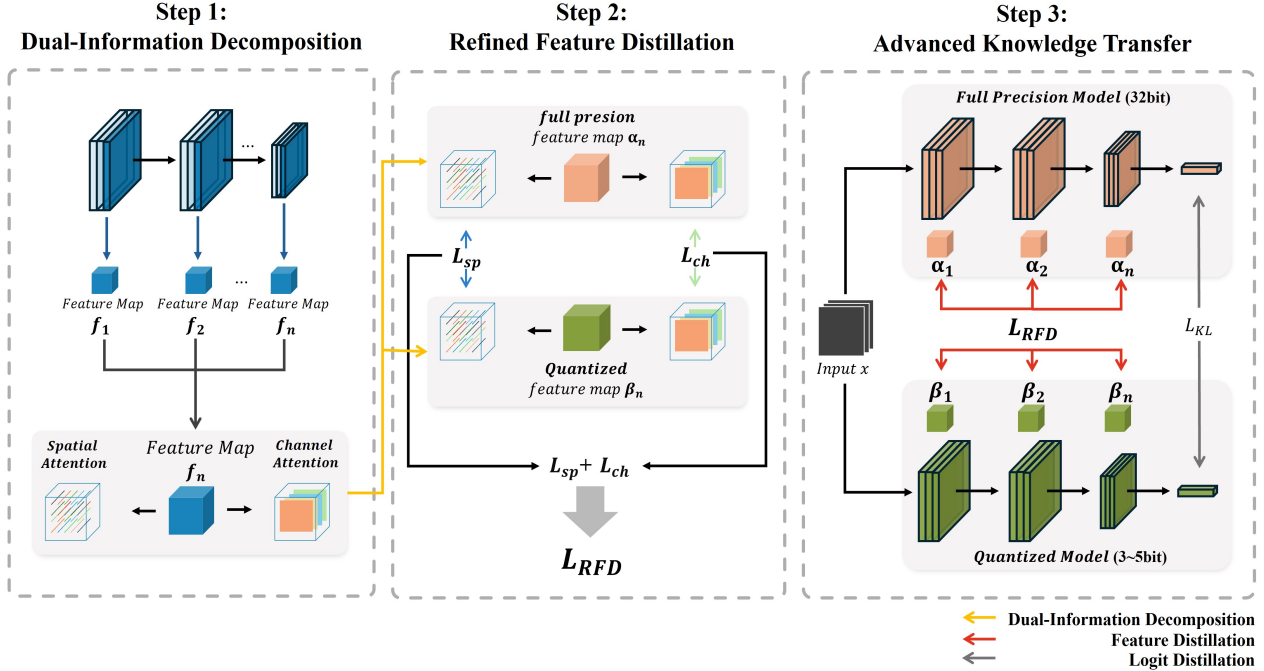 Step 1:
Dual-Information Decomposition
...
Feature Map
f1
Feature Map
f2
...
Feature Map
fn
Spatial
Attention
Feature Map
fn
Channel
Attention
Step 2:
Refined Feature Distillation
full presion
feature map αn
Lsp
Lch
Quantized
feature map βn
Lsp+ Lch
LRFD
Step 3:
Advanced Knowledge Transfer
Full Precision Model (32bit)
α1
α2
αn
LRFD
LKL
Input x
β1
β2
βn
Quantized Model (3~5bit)
Dual-Information Decomposition
Feature Distillation
Logit Distillation